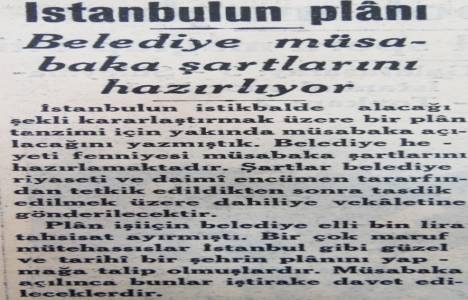 İstanbulun plânı
Belediye müsa-
baka şartlarını
hazırlıyor
İstanbulun istikbalde alacağı
şekli kararlaştırmak üzere bir plân
tanzimi için yakında müsabaka açı-
lacağını yazmıştık. Belediye he -
yeti fenniyesi müsabaka şartlarını
hazırlamaktadır. Şartlar belediye
riyaseti ve daimî encümen tarafın-
dan tetkik edildikten sonra tasdik
edilmek üzere dahiliye vekâletine
gönderilecektir.
Plân işiiçin belediye elli bin lira
tahsisat ayırmıştı. Bir çok maruf
mütehassıslar İstanbul gibi güzel
ve tarihî bir şehrin plânını yap -
mağa talip olmuşlardır. Müsabaka
açılınca bunlar iştirake davet edi-
leceklerdir.